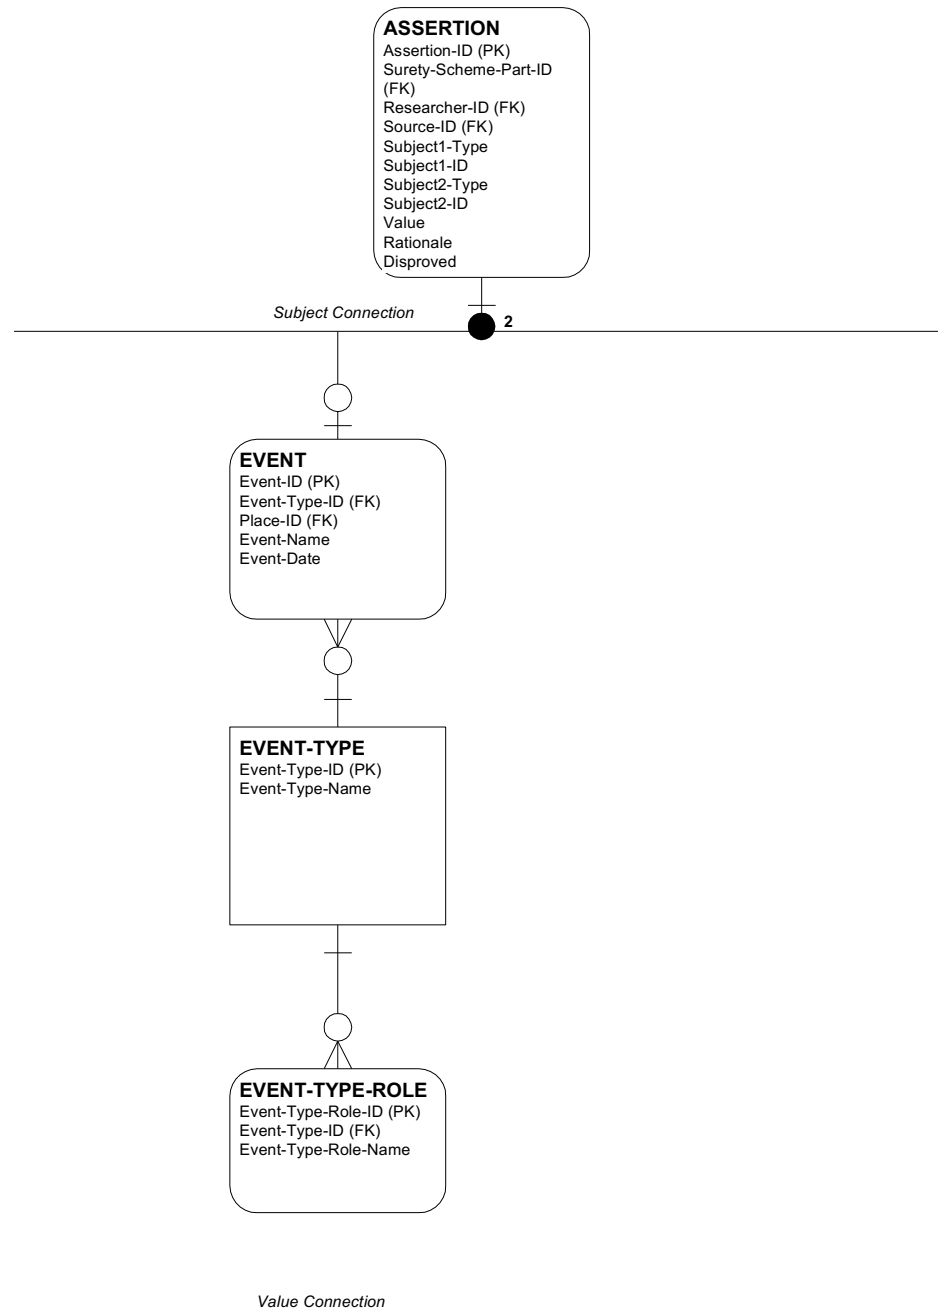 ASSERTION
Assertion-ID (PK)
Surety-Scheme-Part-ID
(FK)
Researcher-ID (FK)
Source-ID (FK)
Subject1-Type
Subject1-ID
Subject2-Type
Subject2-ID
Value
Rationale
Disproved
Subject Connection
2
EVENT
Event-ID (PK)
Event-Type-ID (FK)
Place-ID (FK)
Event-Name
Event-Date
EVENT-TYPE
Event-Type-ID (PK)
Event-Type-Name
EVENT-TYPE-ROLE
Event-Type-Role-ID (PK)
Event-Type-ID (FK)
Event-Type-Role-Name
Value Connection